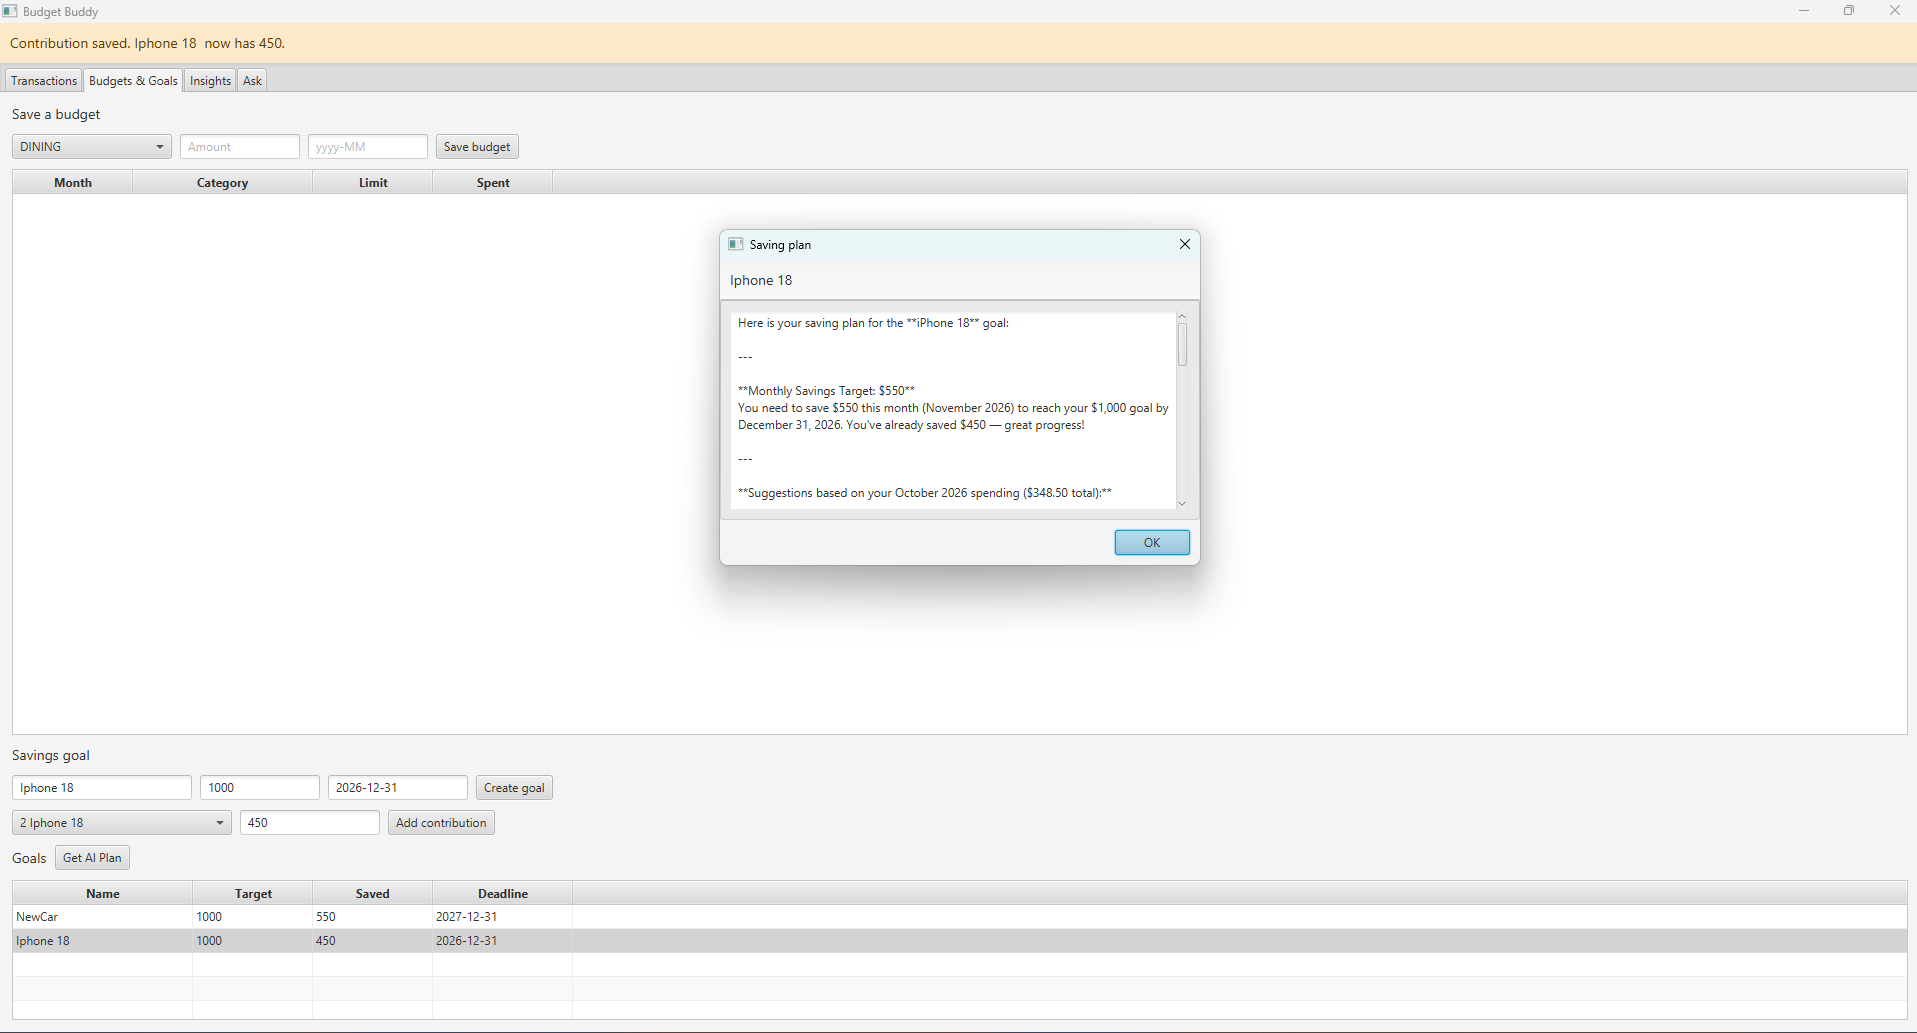 Budget Buddy
Contribution saved. Iphone 18  now has 450.
Transactions
Budgets & Goals
Insights
Ask
Save a budget
DINING
Amount
yyyy-MM
Save budget
Month
Category
Limit
Spent
Saving plan
Iphone 18
Here is your saving plan for the **iPhone 18** goal:
---
**Monthly Savings Target: $550**
You need to save $550 this month (November 2026) to reach your $1,000 goal by
December 31, 2026. You've already saved $450 — great progress!
---
**Suggestions based on your October 2026 spending ($348.50 total):**
OK
Savings goal
Iphone 18
1000
2026-12-31
Create goal
2 Iphone 18
450
Add contribution
Goals
Get AI Plan
Name
Target
Saved
Deadline
NewCar
1000
550
2027-12-31
Iphone 18
1000
450
2026-12-31